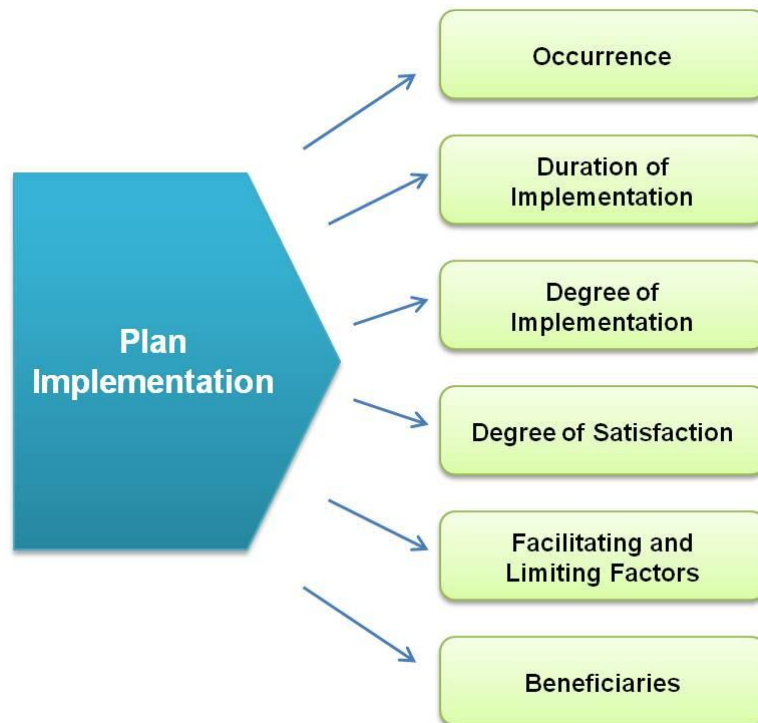 Plan
Implementation
Occurrence
Duration of
Implementation
Degree of
Implementation
Degree of Satisfaction
Facilitating and
Limiting Factors
Beneficiaries